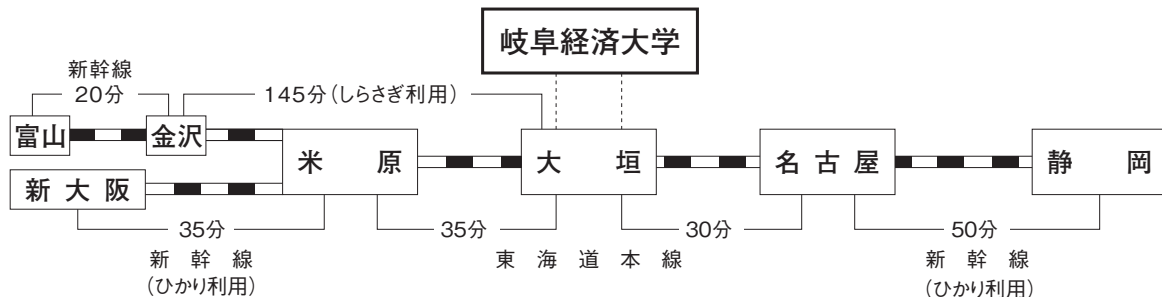 岐阜経済大学
新幹線
20分
145分(しらさぎ利用)
富山
金沢
米原
大垣
名古屋
静岡
新大阪
35分
35分
30分
50分
新幹線
東海道本線
新幹線
(ひかり利用)
(ひかり利用)